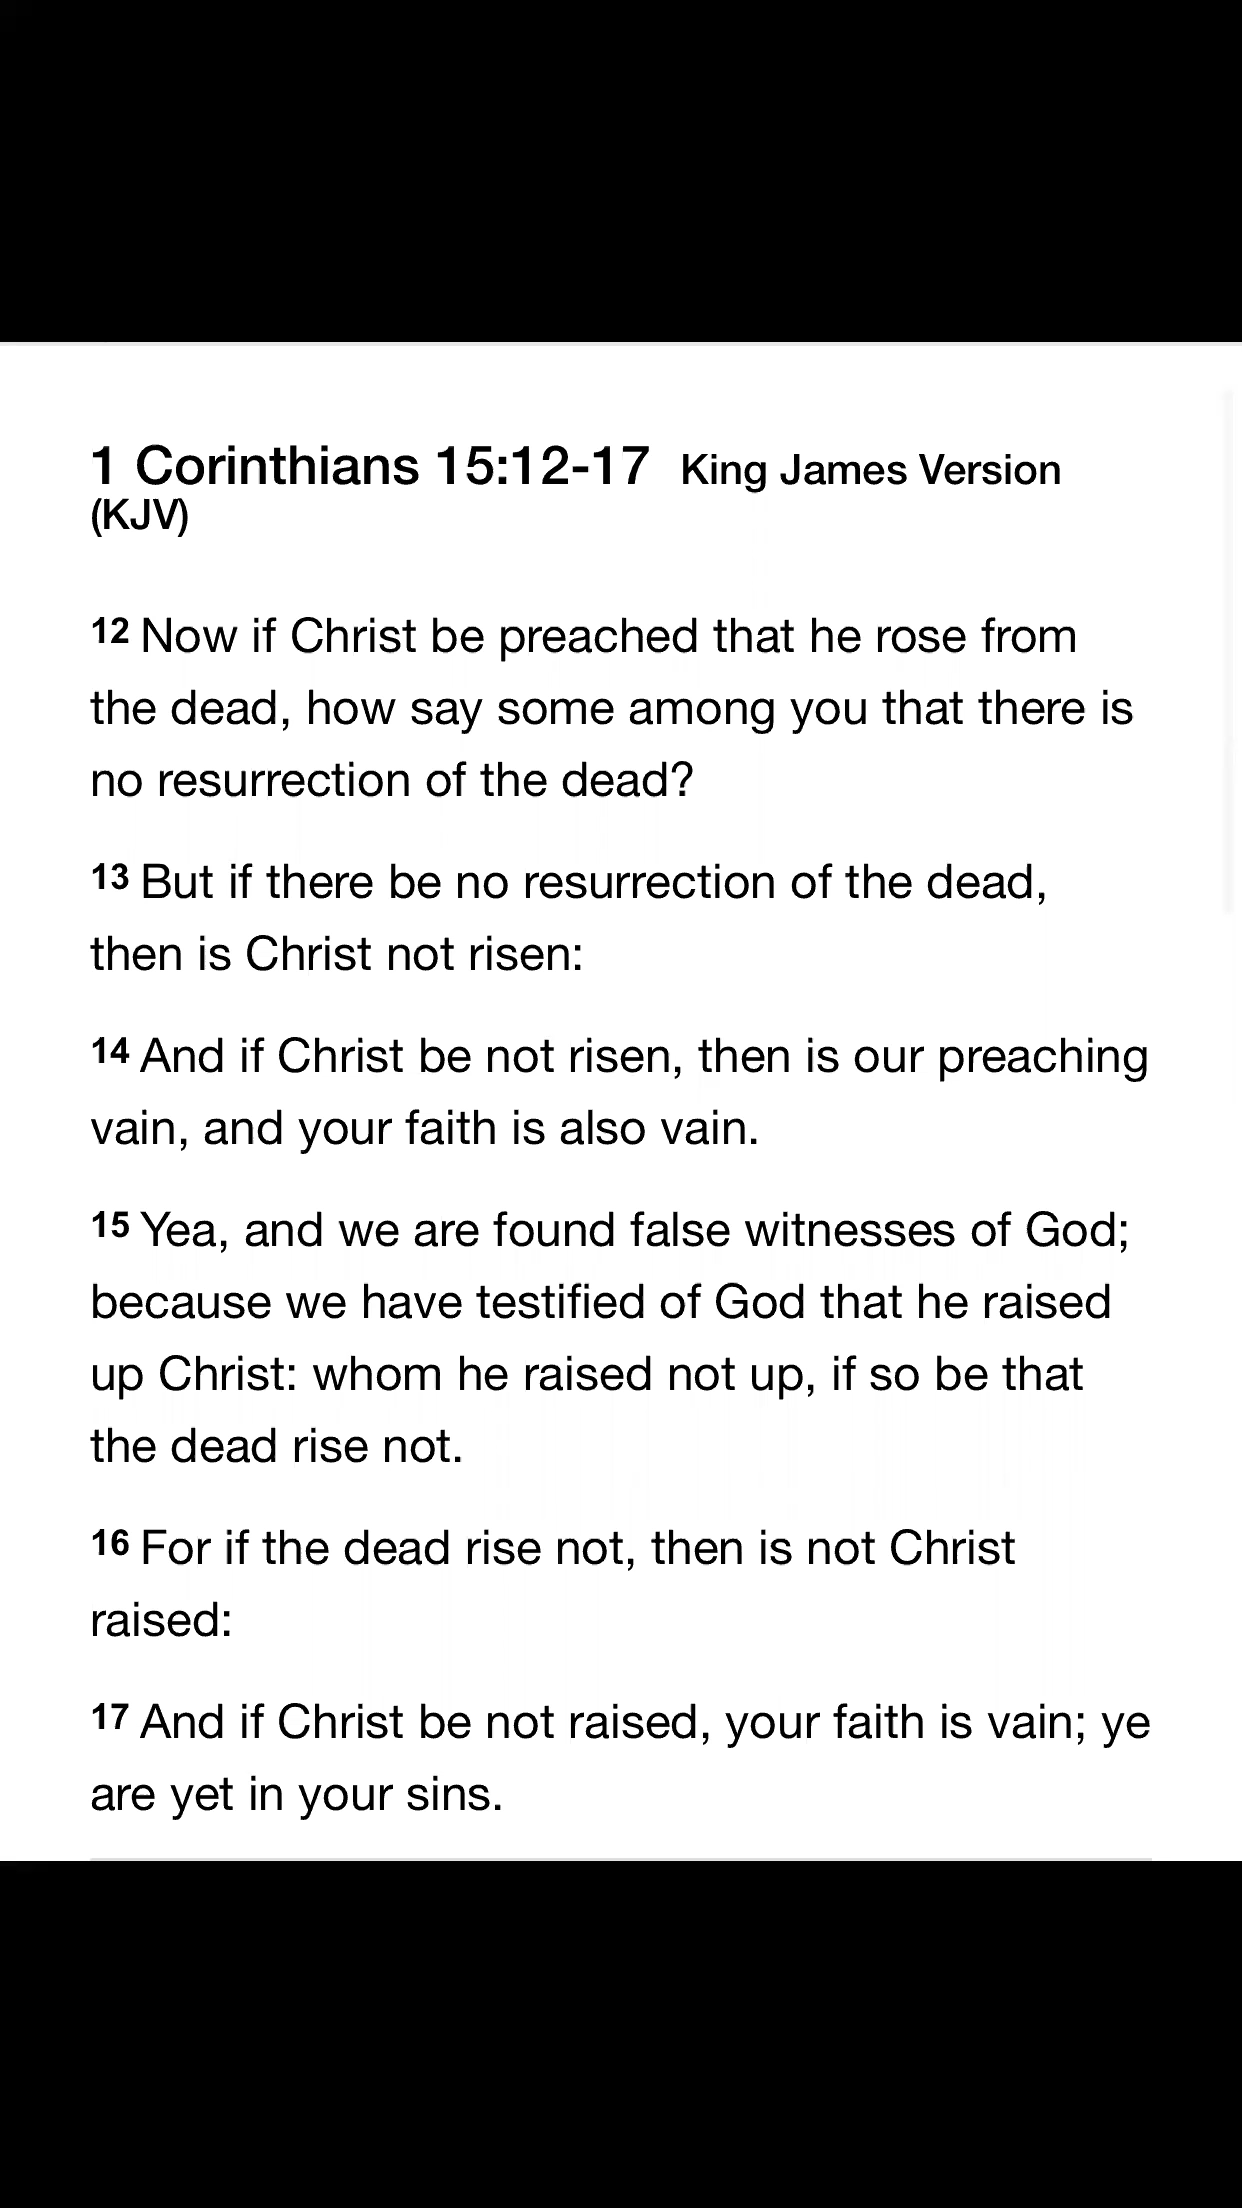 1 Corinthians 15:12-17 King James Version
(KJV)
12 Now if Christ be preached that he rose from
the dead, how say some among you that there is
no resurrection of the dead?
13 But if there be no resurrection of the dead,
then is Christ not risen:
14 And if Christ be not risen, then is our preaching
vain, and your faith is also vain.
15 Yea, and we are found false witnesses of God;
because we have testified of God that he raised
up Christ: whom he raised not up, if so be that
the dead rise not.
16 For if the dead rise not, then is not Christ
raised:
17 And if Christ be not raised, your faith is vain; ye
are yet in your sins.